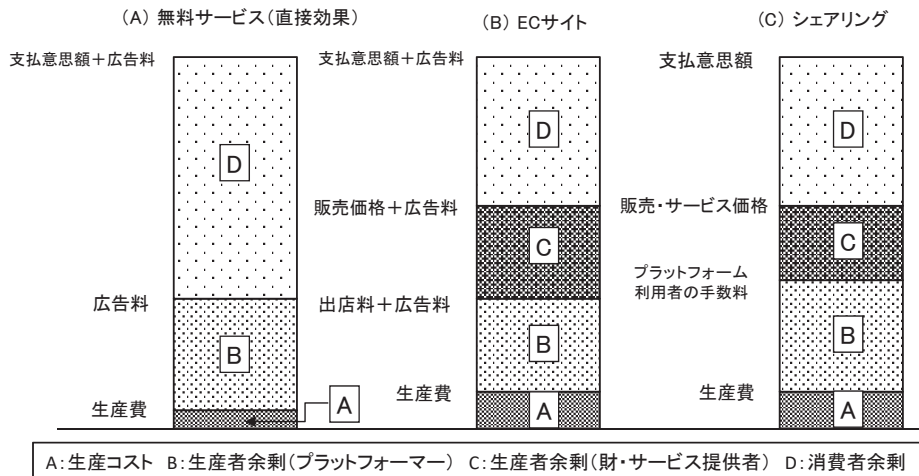 (A) 無料サービス(直接効果)
支払意思額+広告料
D
広告料
B
生産費
A
(B) ECサイト
支払意思額+広告料
D
販売価格+広告料
C
出店料+広告料
B
生産費
A
(C) シェアリング
支払意思額
D
販売・サービス価格
C
プラットフォーム
利用者の手数料
B
生産費
A
A:生産コスト B:生産者余剰(プラットフォーマー) C:生産者余剰(財・サービス提供者) D:消費者余剰